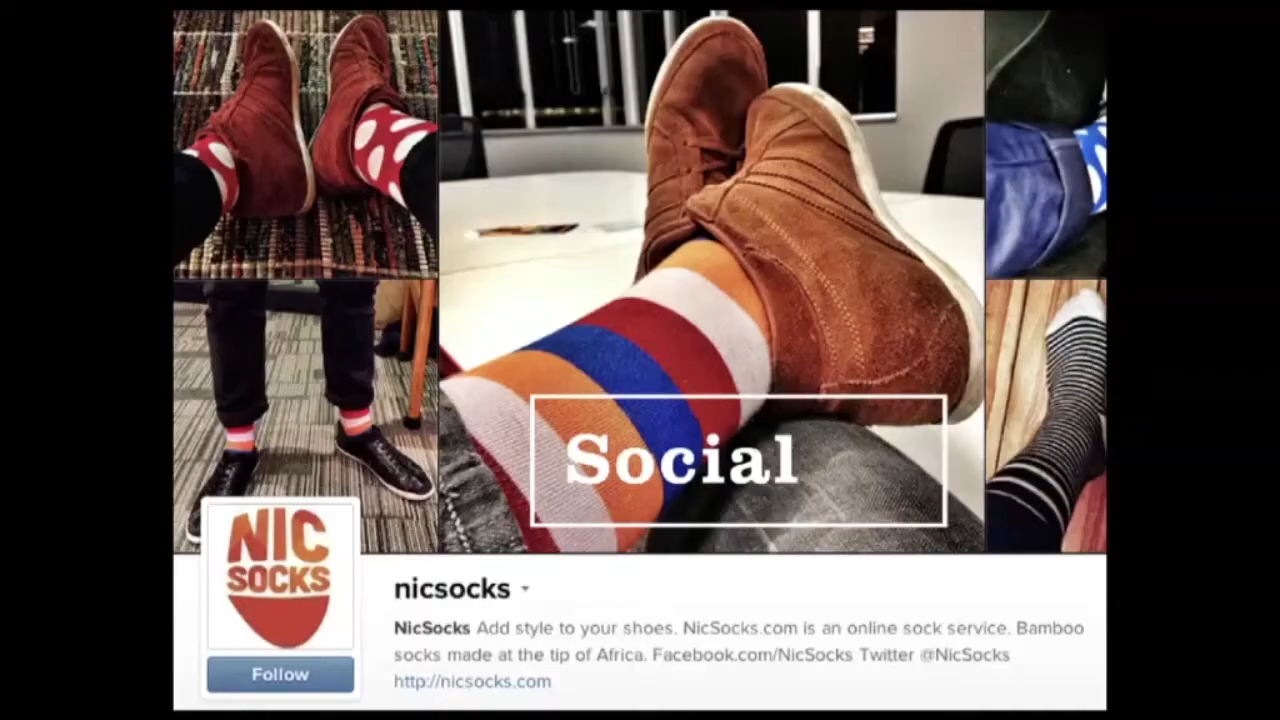 Social
NIC
SOCKS
Follow
nicsocks
NicSocks Add style to your shoes. NicSocks.com is an online sock service. Bamboo
socks made at the tip of Africa. Facebook.com/NicSocks Twitter @NicSocks
http://nicsocks.com